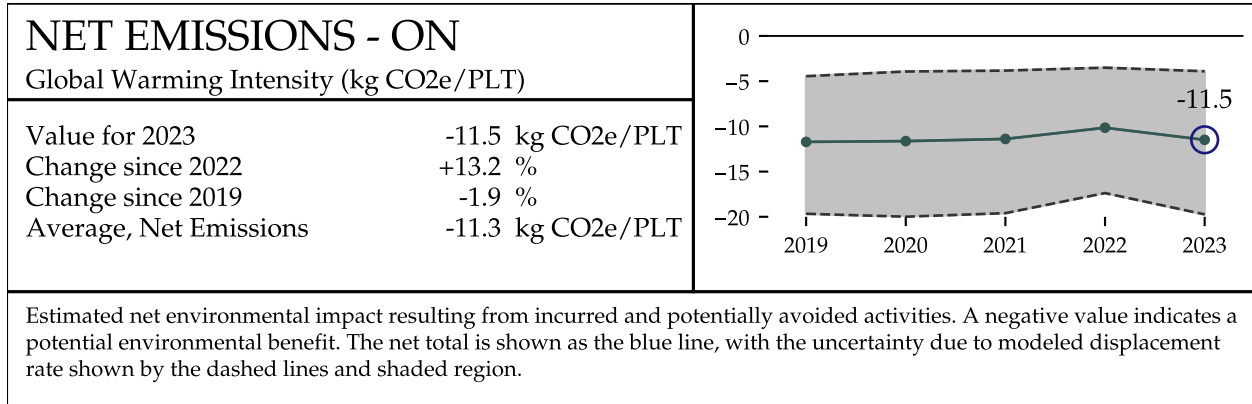 NET EMISSIONS - ON
Global Warming Intensity (kg CO2e/PLT)
Value for 2023 -11.5 kg CO2e/PLT
Change since 2022 +13.2 %
Change since 2019 -1.9 %
Average, Net Emissions -11.3 kg CO2e/PLT
0
−5
−10
−15
−20
-11.5
2019 2020 2021 2022 2023
Estimated net environmental impact resulting from incurred and potentially avoided activities. A negative value indicates a
potential environmental benefit. The net total is shown as the blue line, with the uncertainty due to modeled displacement
rate shown by the dashed lines and shaded region.